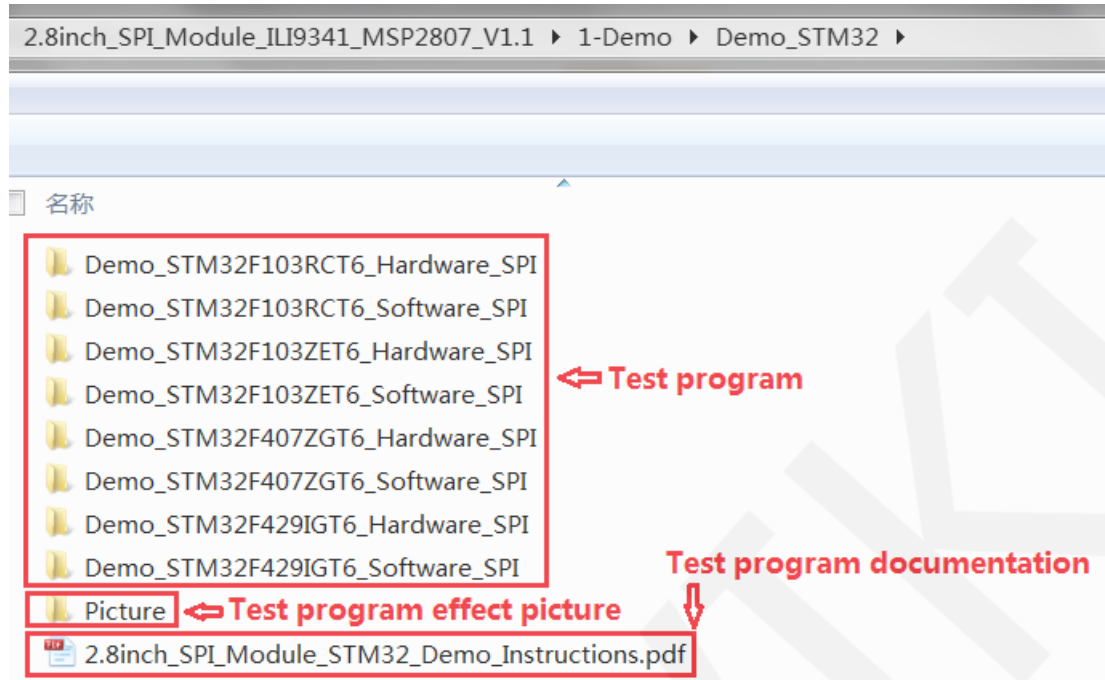 2.8inch_SPI_Module_ILI9341_MSP2807_V1.1 ▸ 1-Demo ▸ Demo_STM32 ▸
名称
Demo_STM32F103RCT6_Hardware_SPI
Demo_STM32F103RCT6_Software_SPI
Demo_STM32F103ZET6_Hardware_SPI
Test program
Demo_STM32F103ZET6_Software_SPI
Demo_STM32F407ZGT6_Hardware_SPI
Demo_STM32F407ZGT6_Software_SPI
Demo_STM32F429IGT6_Hardware_SPI
Demo_STM32F429IGT6_Software_SPI
Test program documentation
Picture Test program effect picture
2.8inch_SPI_Module_STM32_Demo_Instructions.pdf